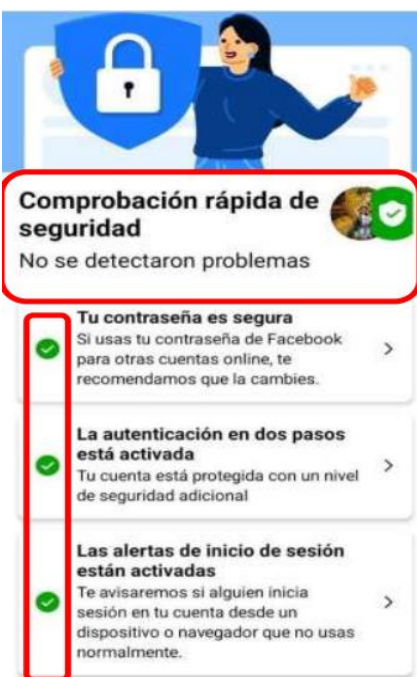 Comprobación rápida de
seguridad
No se detectaron problemas
Tu contraseña es segura
Si usas tu contraseña de Facebook
para otras cuentas online, te
recomendamos que la cambies.
La autenticación en dos pasos
está activada
Tu cuenta está protegida con un nivel
de seguridad adicional
Las alertas de inicio de sesión
están activadas
Te avisaremos si alguien inicia
sesión en tu cuenta desde un
dispositivo o navegador que no usas
normalmente.